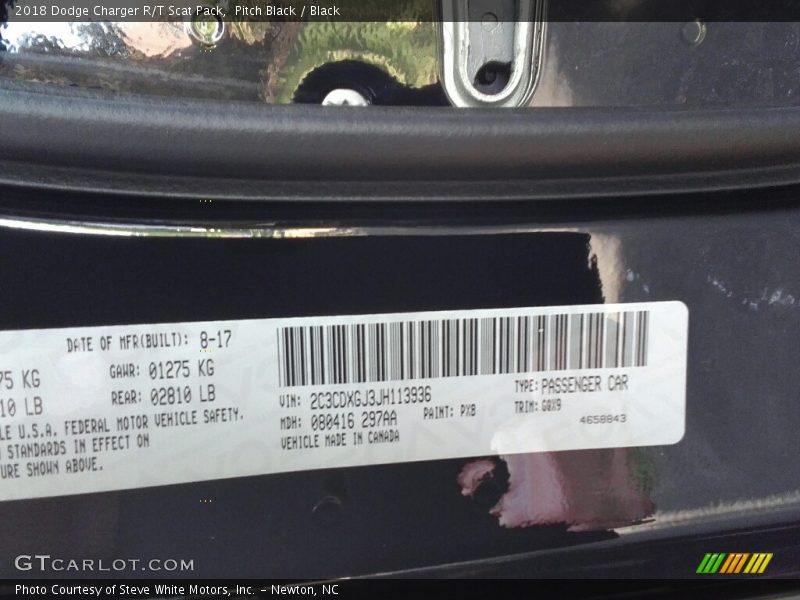 2018 Dodge Charger R/T Scat Pack, Pitch Black / Black
DATE OF MFR(BUILT): 8-17
75 KG GAWR: 01275 KG
10 LB REAR: 02810 LB
LE U.S.A. FEDERAL MOTOR VEHICLE SAFETY.
STANDARDS IN EFFECT ON
URE SHOWN ABOVE.
VIN: 2C3CDXGJ3JH113936 TYPE: PASSENGER CAR
MDH: 080416 297AA PAINT: PX8 TRIM: GQX9
VEHICLE MADE IN CANADA 4658843
GTCARLOT.COM
Photo Courtesy of Steve White Motors, Inc. - Newton, NC